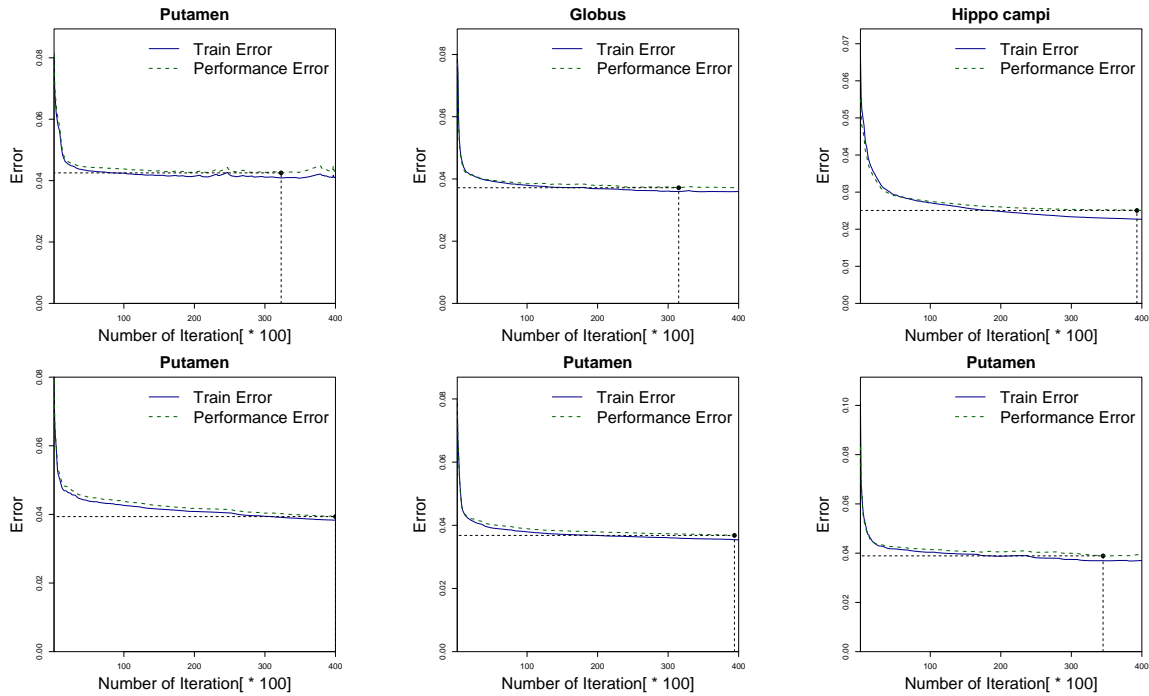 Putamen
Train Error
Performance Error
Error
0.00
0.02
0.04
0.06
0.08
100
200
300
400
Number of Iteration[ * 100]
Globus
Train Error
Performance Error
Error
0.00
0.02
0.04
0.06
0.08
100
200
300
400
Number of Iteration[ * 100]
Hippo campi
Train Error
Performance Error
Error
0.00
0.01
0.02
0.03
0.04
0.05
0.06
0.07
100
200
300
400
Number of Iteration[ * 100]
Putamen
Train Error
Performance Error
Error
0.00
0.02
0.04
0.06
0.08
100
200
300
400
Number of Iteration[ * 100]
Putamen
Train Error
Performance Error
Error
0.00
0.02
0.04
0.06
0.08
100
200
300
400
Number of Iteration[ * 100]
Putamen
Train Error
Performance Error
Error
0.00
0.02
0.04
0.06
0.08
0.10
100
200
300
400
Number of Iteration[ * 100]